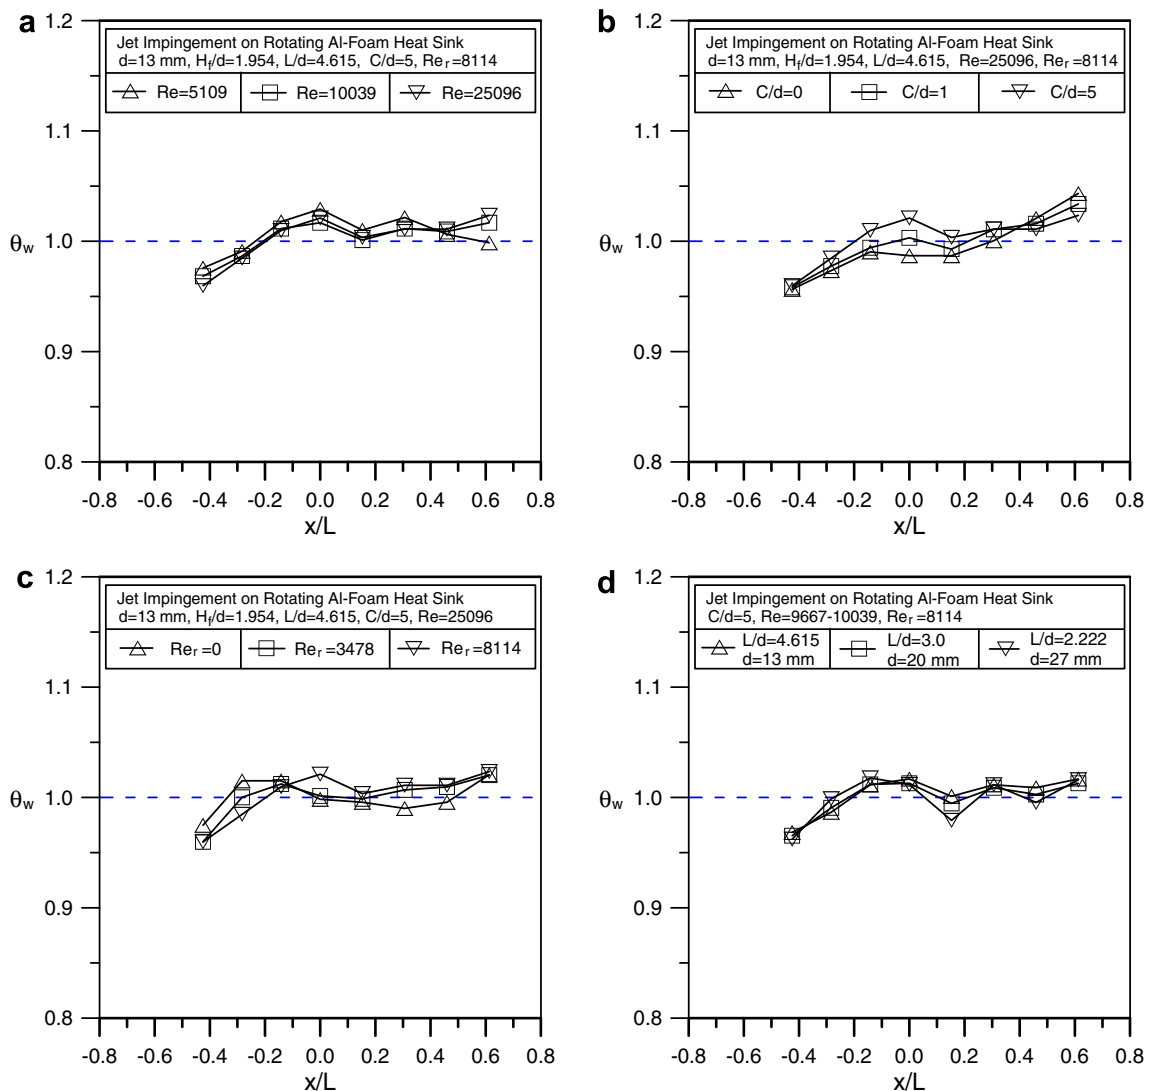 a
Jet Impingement on Rotating Al-Foam Heat Sink
d=13 mm, Hf/d=1.954, L/d=4.615, C/d=5, Rer=8114
Re=5109 Re=10039 Re=25096
1.2
1.1
1.0
0.9
0.8
θw
-0.8 -0.6 -0.4 -0.2 0.0 0.2 0.4 0.6 0.8
x/L
b
Jet Impingement on Rotating Al-Foam Heat Sink
d=13 mm, Hf/d=1.954, L/d=4.615, Re=25096, Rer=8114
C/d=0 C/d=1 C/d=5
1.2
1.1
1.0
0.9
0.8
θw
-0.8 -0.6 -0.4 -0.2 0.0 0.2 0.4 0.6 0.8
x/L
c
Jet Impingement on Rotating Al-Foam Heat Sink
d=13 mm, Hf/d=1.954, L/d=4.615, C/d=5, Re=25096
Rer=0 Rer=3478 Rer=8114
1.2
1.1
1.0
0.9
0.8
θw
-0.8 -0.6 -0.4 -0.2 0.0 0.2 0.4 0.6 0.8
x/L
d
Jet Impingement on Rotating Al-Foam Heat Sink
C/d=5, Re=9667-10039, Rer=8114
L/d=4.615 L/d=3.0 L/d=2.222
d=13 mm d=20 mm d=27 mm
1.2
1.1
1.0
0.9
0.8
θw
-0.8 -0.6 -0.4 -0.2 0.0 0.2 0.4 0.6 0.8
x/L